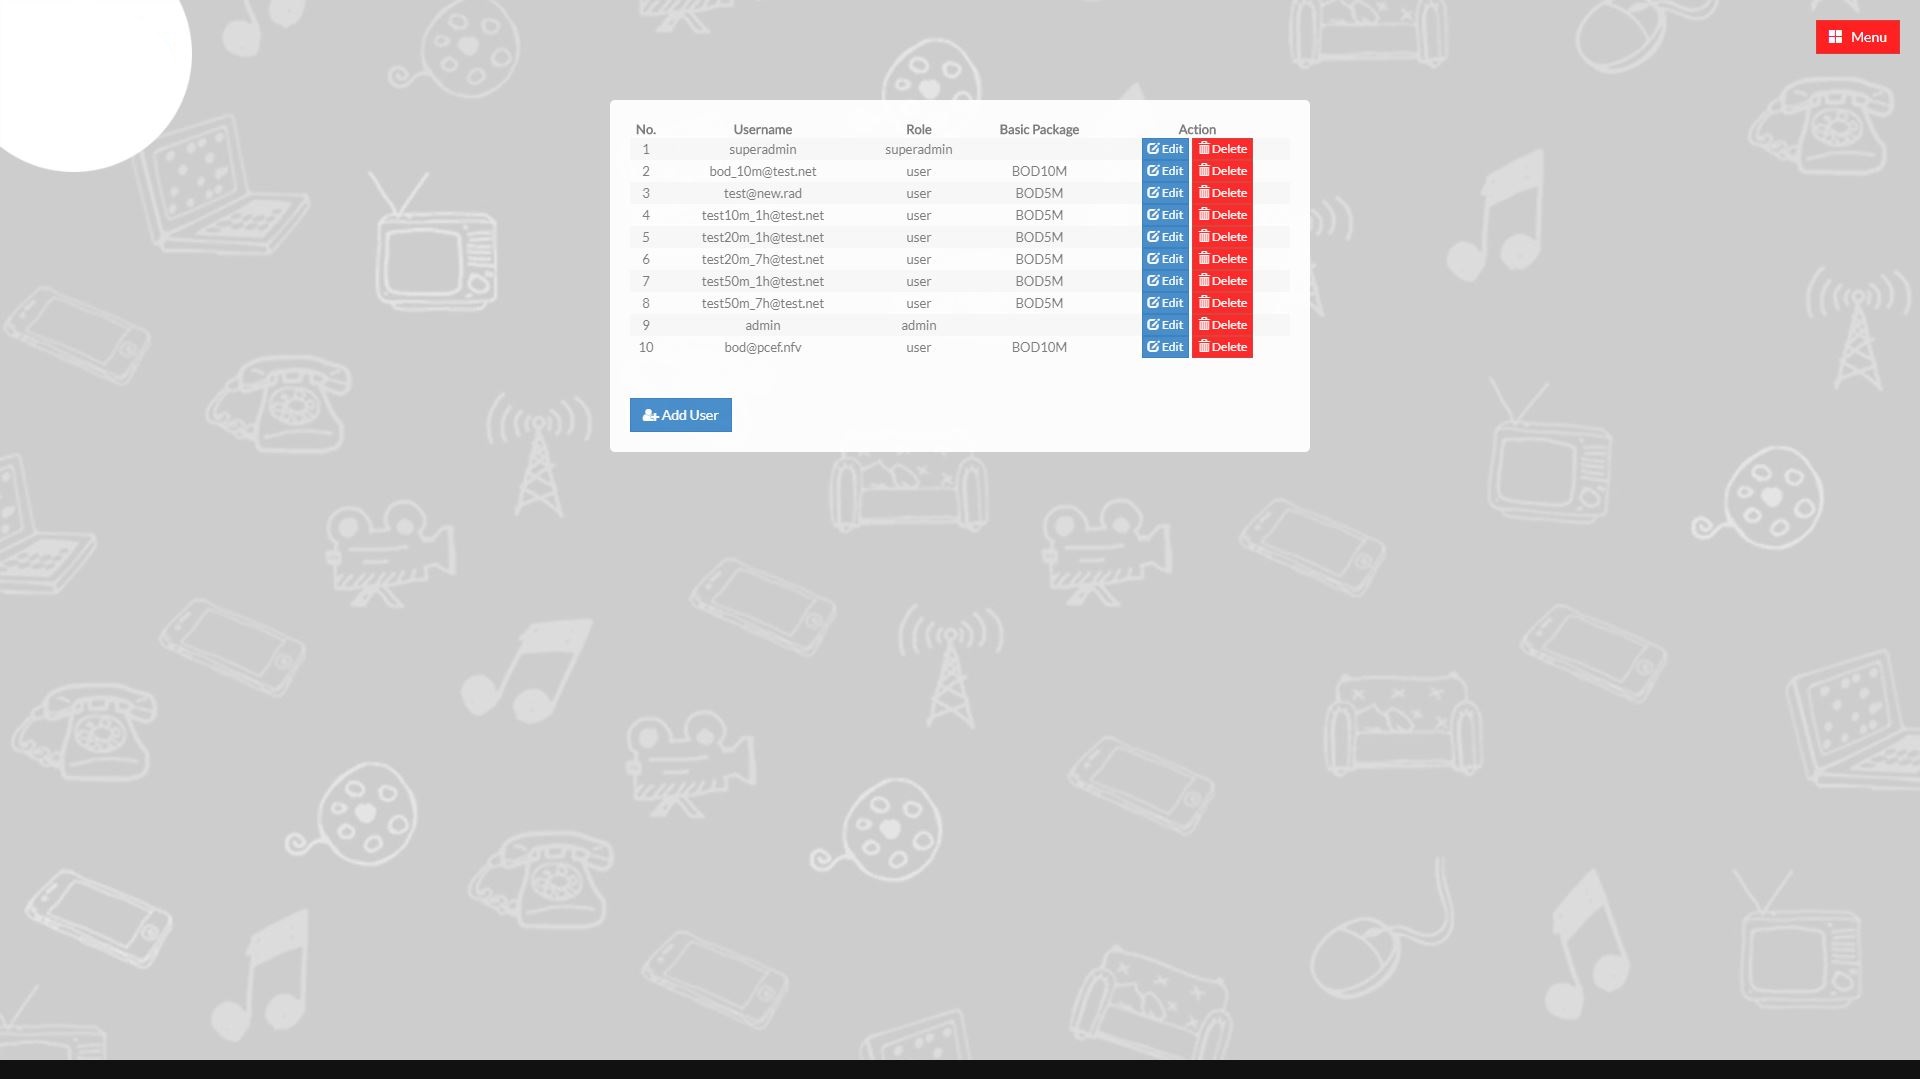 Menu
No. Username Role Basic Package Action
1 superadmin superadmin Edit Delete
2 bod_10m@test.net user BOD10M Edit Delete
3 test@new.rad user BOD5M Edit Delete
4 test10m_1h@test.net user BOD5M Edit Delete
5 test20m_1h@test.net user BOD5M Edit Delete
6 test20m_7h@test.net user BOD5M Edit Delete
7 test50m_1h@test.net user BOD5M Edit Delete
8 test50m_7h@test.net user BOD5M Edit Delete
9 admin admin Edit Delete
10 bod@pcef.nfv user BOD10M Edit Delete
Add User